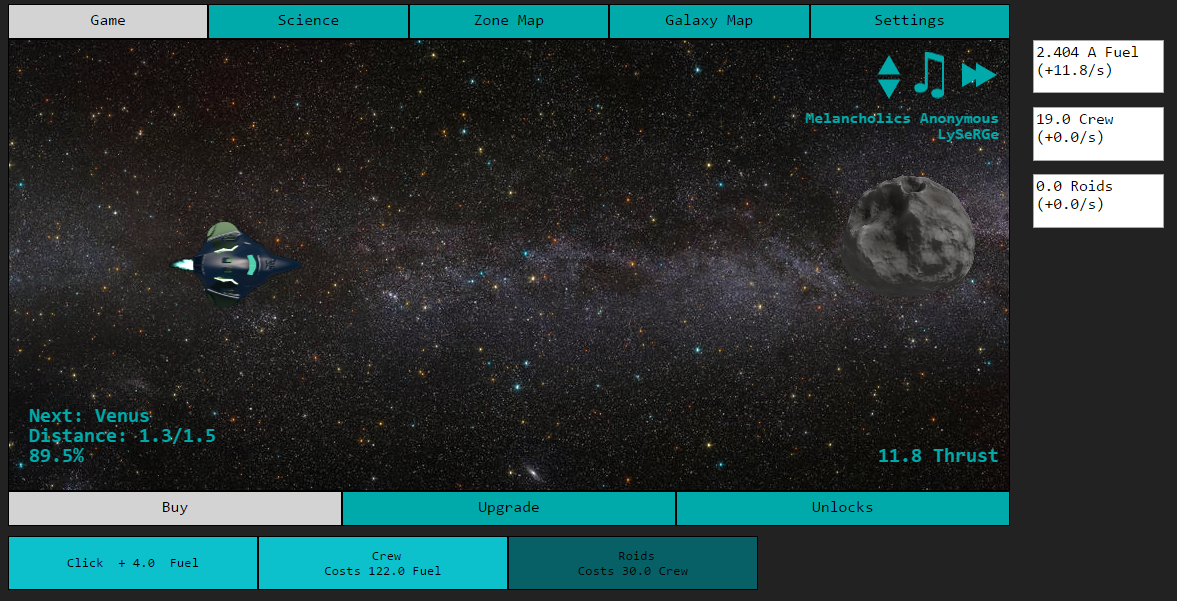 Game
Science
Zone Map
Galaxy Map
Settings
2.404 A Fuel
(+11.8/s)
19.0 Crew
(+0.0/s)
0.0 Roids
(+0.0/s)
Melancholics Anonymous
LySeRGe
Next: Venus
Distance: 1.3/1.5
89.5%
11.8 Thrust
Buy
Upgrade
Unlocks
Click + 4.0 Fuel
Crew
Costs 122.0 Fuel
Roids
Costs 30.0 Crew